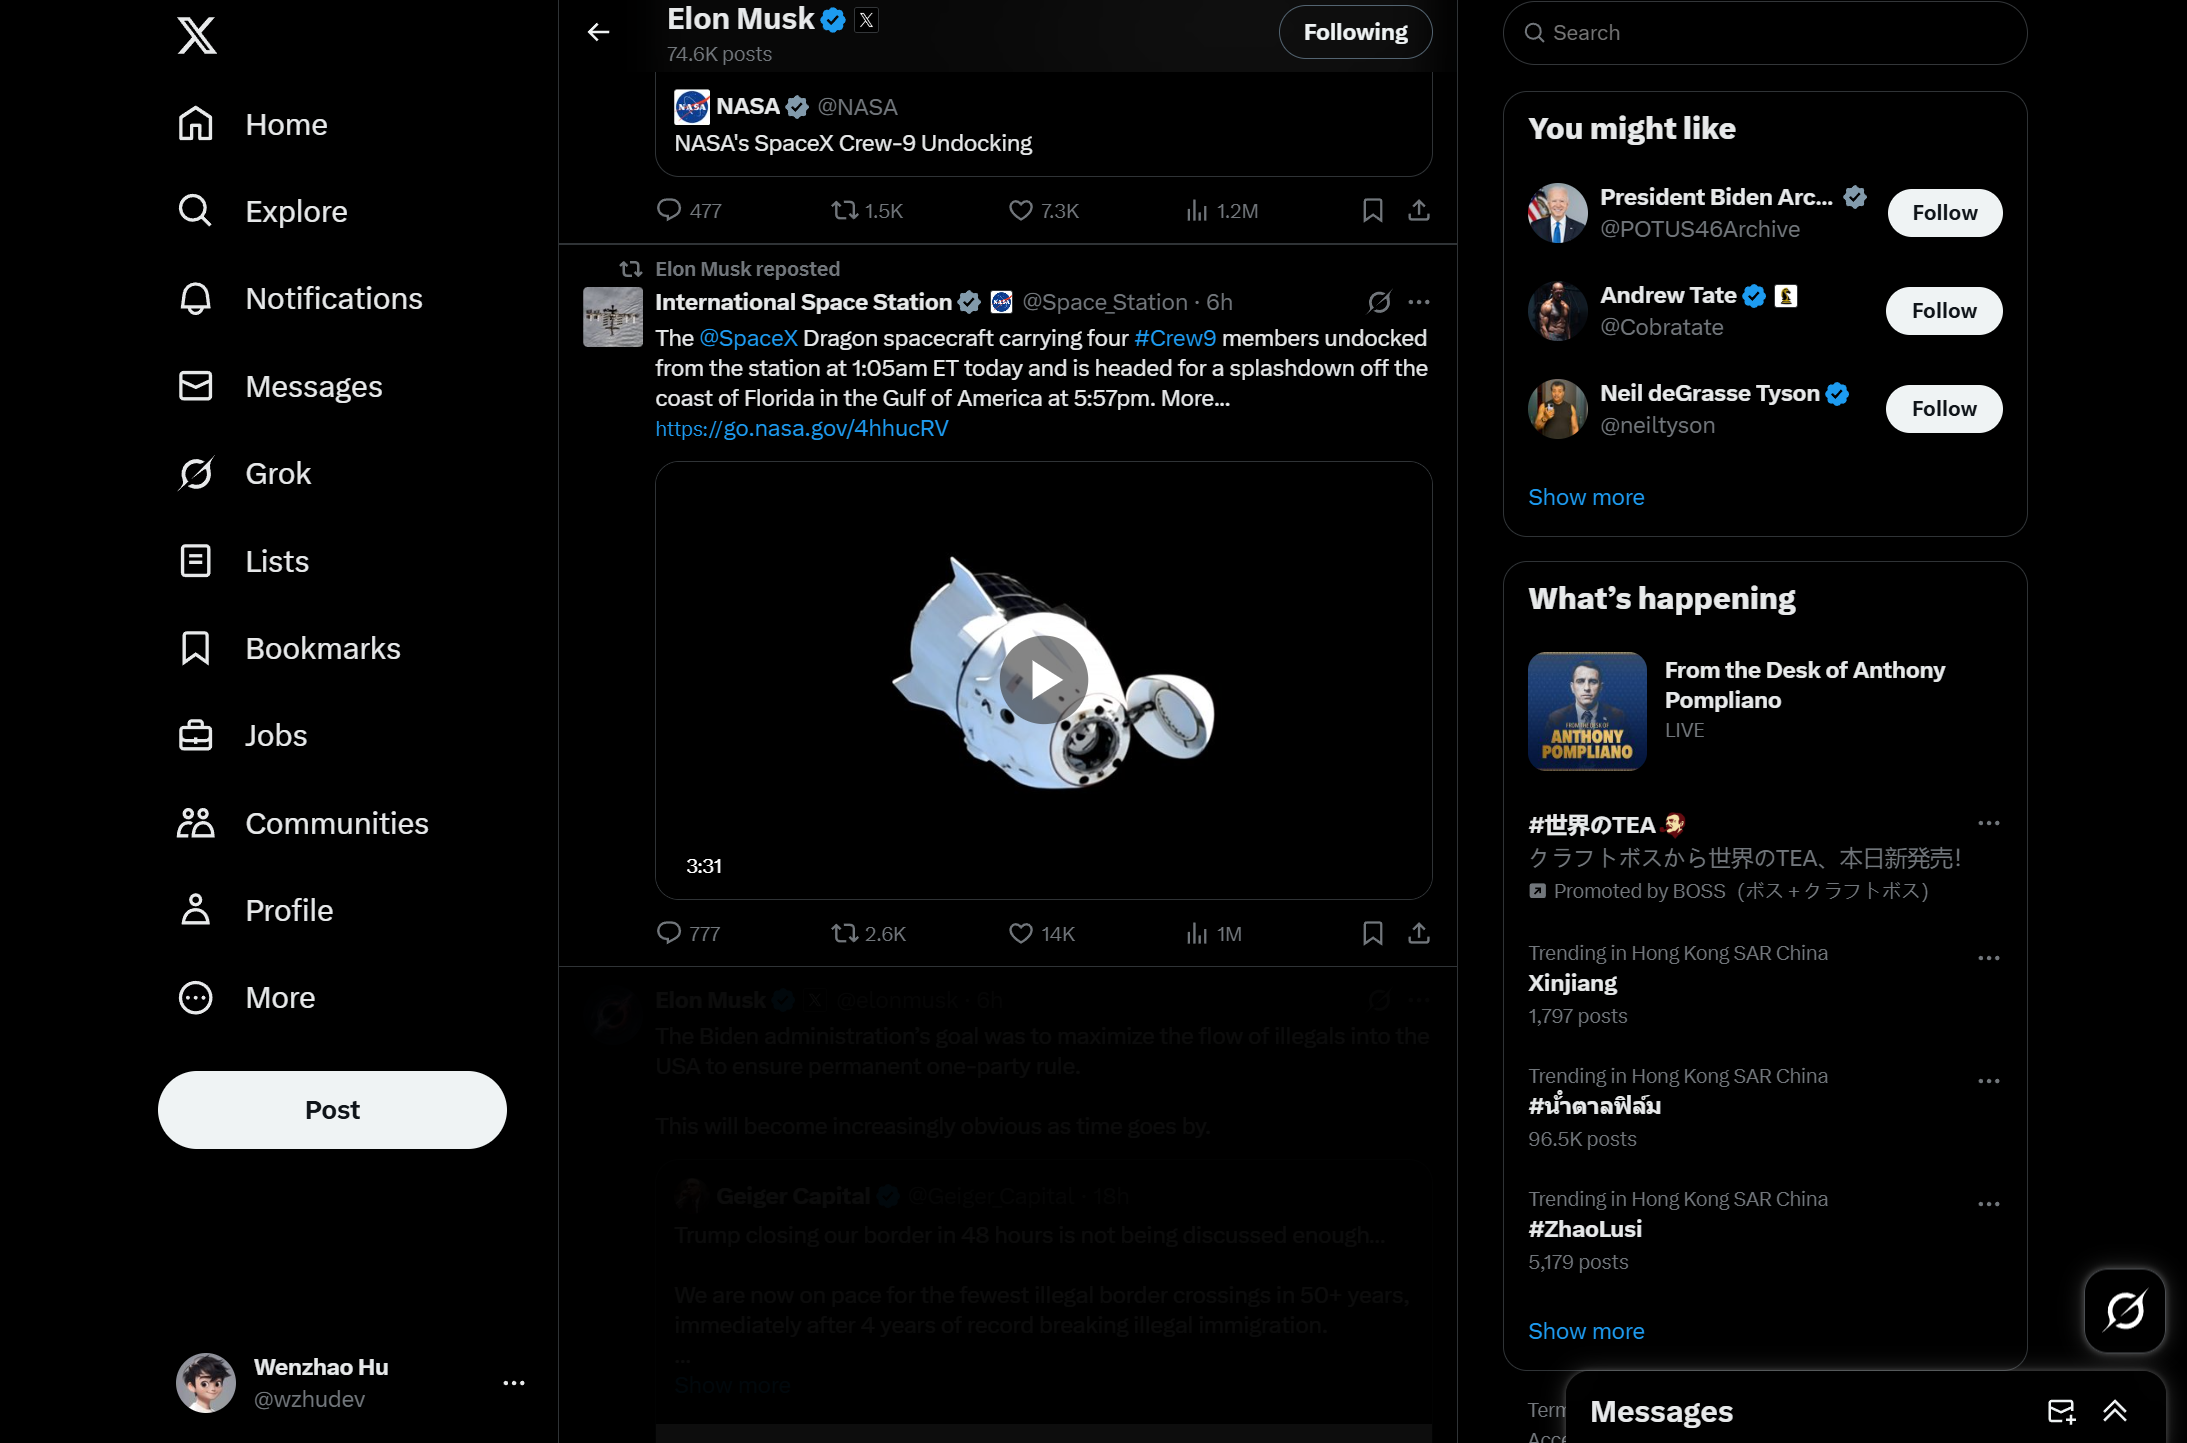 Home
Explore
Notifications
Messages
Grok
Lists
Bookmarks
Jobs
Communities
Profile
More
Post
Wenzhao Hu
@wzhudev
Elon Musk
74.6K posts
Following
NASA @NASA
NASA's SpaceX Crew-9 Undocking
477 1.5K 7.3K 1.2M
Elon Musk reposted
International Space Station @Space_Station · 6h
The @SpaceX Dragon spacecraft carrying four #Crew9 members undocked
from the station at 1:05am ET today and is headed for a splashdown off the
coast of Florida in the Gulf of America at 5:57pm. More...
https://go.nasa.gov/4hhucRV
3:31
777 2.6K 14K 1M
Elon Musk @elonmusk · 6h
The Biden administration's goal was to maximize the flow of illegals into the
USA to ensure permanent one-party rule.
This will become increasingly obvious as time goes by.
Geiger Capital @Geiger_Capital · 18h
Trump closing our border in 48 hours is not being discussed enough...
We are now on pace for the fewest illegal border crossings in 50+ years,
immediately after 4 years of record breaking illegal immigration.
...
Show more
Search
You might like
President Biden Arc...
@POTUS46Archive
Follow
Andrew Tate
@Cobratate
Follow
Neil deGrasse Tyson
@neiltyson
Follow
Show more
What's happening
FROM THE DESK OF
ANTHONY
POMPLIANO
From the Desk of Anthony
Pompliano
LIVE
#世界のTEA
クラフトボスから世界のTEA、本日新発売！
Promoted by BOSS（ボス + クラフトボス）
Trending in Hong Kong SAR China
Xinjiang
1,797 posts
Trending in Hong Kong SAR China
#น้ําตาลฟิล์ม
96.5K posts
Trending in Hong Kong SAR China
#ZhaoLusi
5,179 posts
Show more
Messages